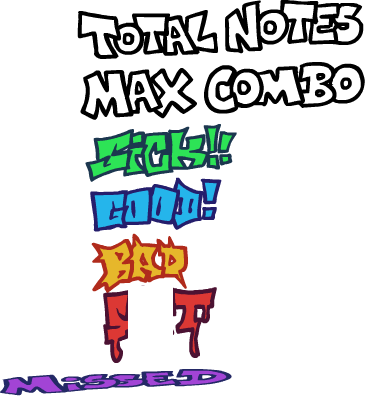 TOTAL NOTES
MAX COMBO
SiCK!!
GOOD!
BAD
S T
MiSSED